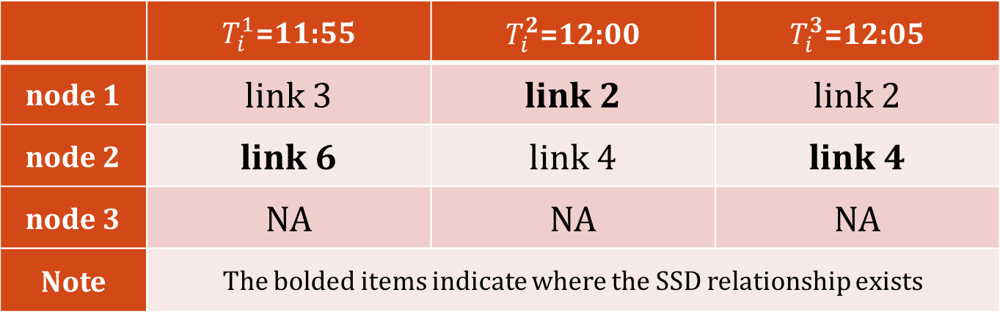 T_i^1=11:55 T_i^2=12:00 T_i^3=12:05
node 1 link 3 link 2 link 2
node 2 link 6 link 4 link 4
node 3 NA NA NA
Note The bolded items indicate where the SSD relationship exists